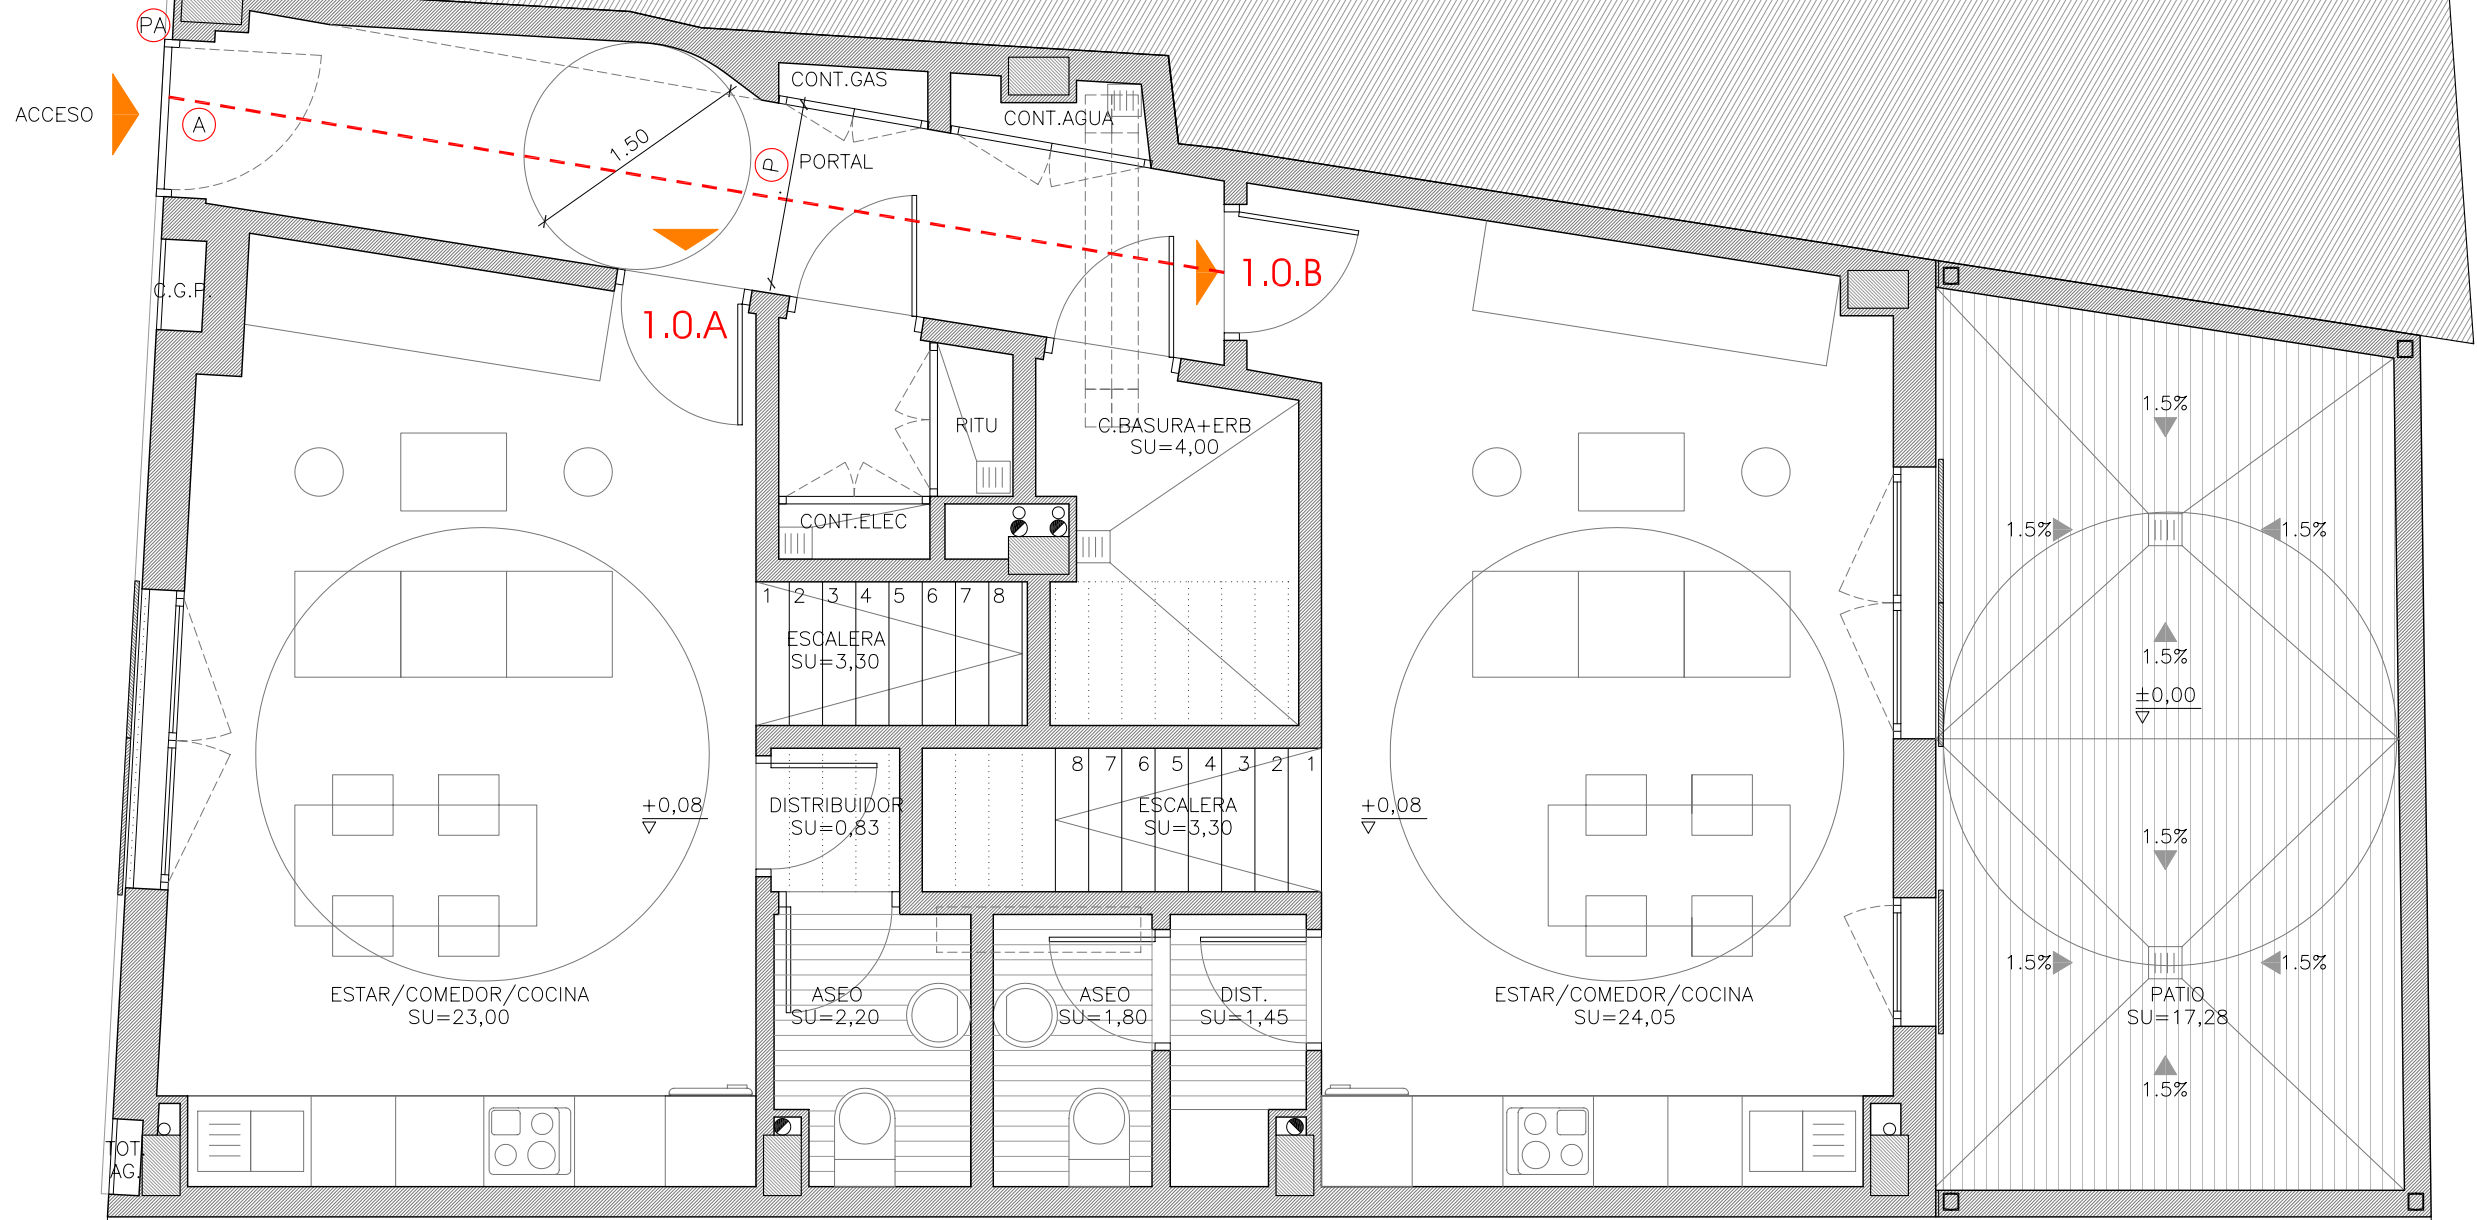 PA
CONT.GAS
ACCESO
CONT.AGUA
A
1.50
P
PORTAL
1.0.B
C.G.P.
1.0.A
1.5%
RITU
C.BASURA+ERB
SU=4,00
CONT.ELEC
1.5%
1.5%
1 2 3 4 5 6 7 8
ESCALERA
SU=3,30
1.5%
±0,00
8 7 6 5 4 3 2 1
+0,08
DISTRIBUIDOR
SU=0,83
ESCALERA
SU=3,30
+0,08
1.5%
1.5%
1.5%
ESTAR/COMEDOR/COCINA
SU=23,00
ASEO
SU=2,20
ASEO
SU=1,80
DIST.
SU=1,45
ESTAR/COMEDOR/COCINA
SU=24,05
PATIO
SU=17,28
1.5%
TOT.
AG.